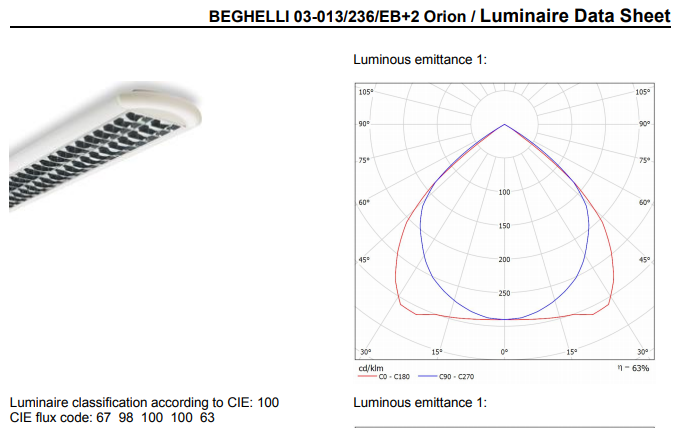 BEGHELLI 03-013/236/EB+2 Orion / Luminaire Data Sheet
Luminous emittance 1:
105° 105°
90° 90°
75° 75°
60° 60°
45° 45°
100
150
200
250
30° 15° 0° 15° 30°
cd/klm η = 63%
C0 - C180 C90 - C270
Luminaire classification according to CIE: 100
CIE flux code: 67 98 100 100 63
Luminous emittance 1: